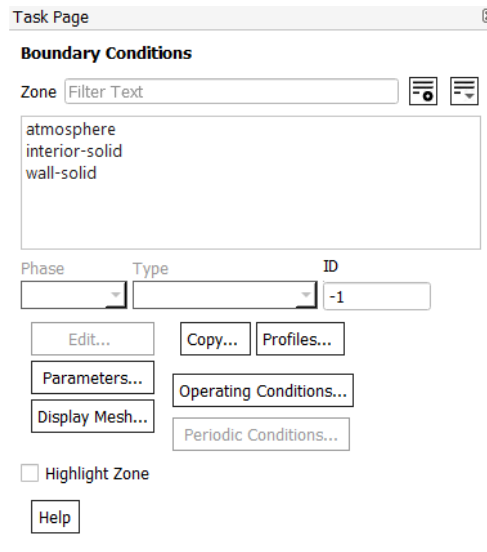 Task Page
Boundary Conditions
Zone Filter Text
atmosphere
interior-solid
wall-solid
Phase Type ID
-1
Edit... Copy... Profiles...
Parameters... Operating Conditions...
Display Mesh... Periodic Conditions...
Highlight Zone
Help